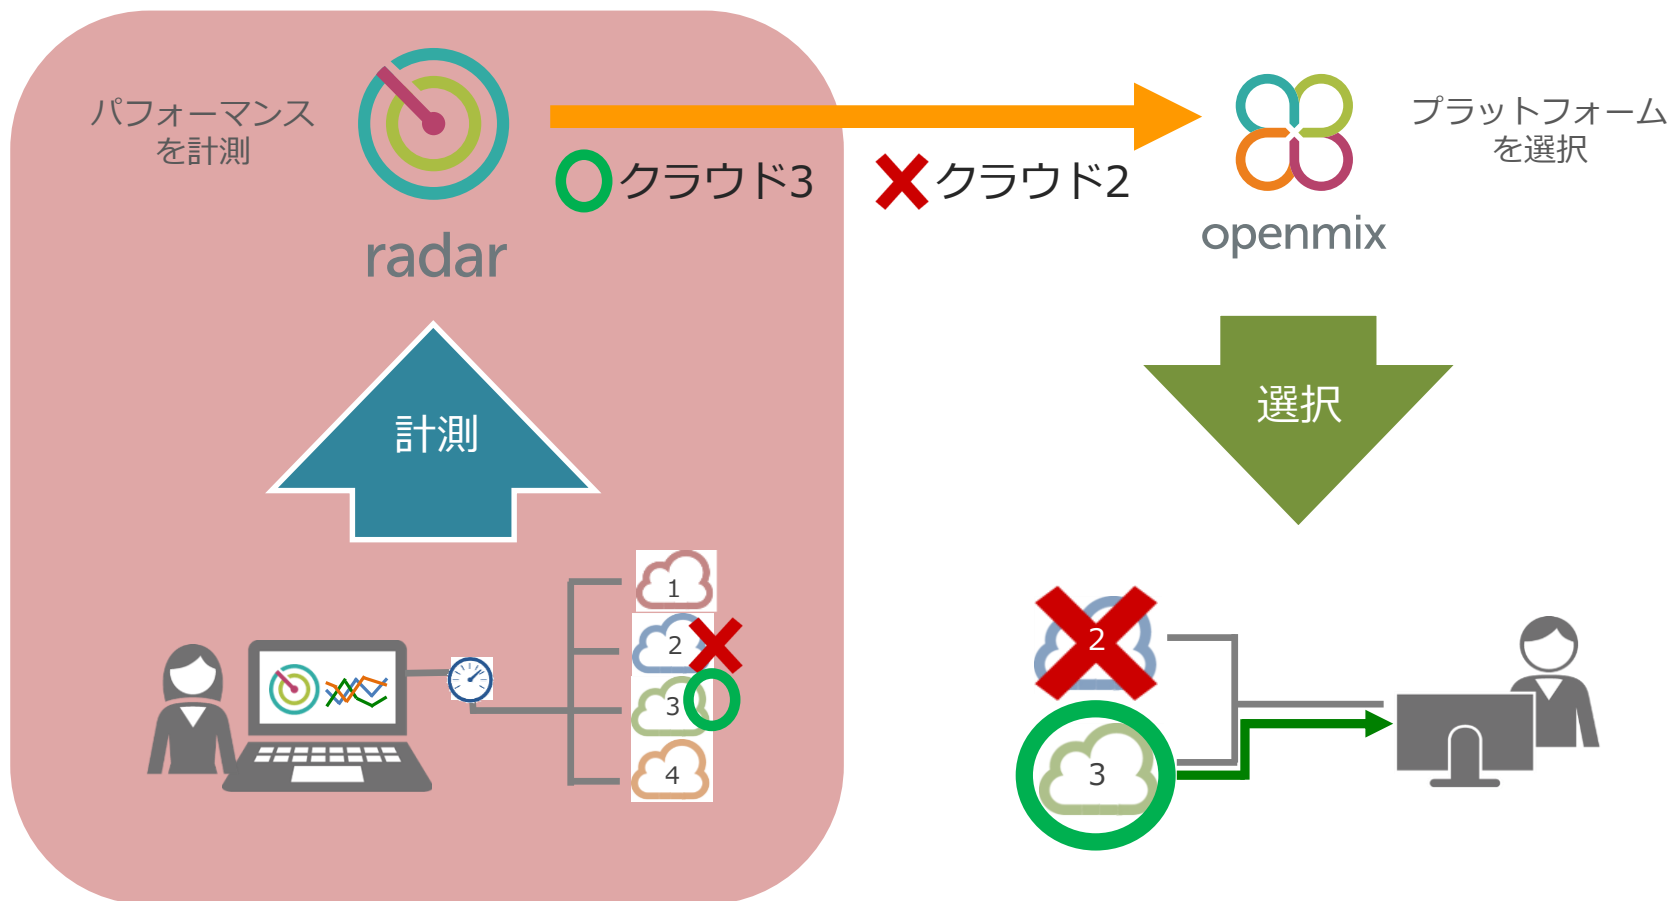 パフォーマンス
を計測
radar
クラウド3
クラウド2
openmix
プラットフォーム
を選択
計測
選択
1
2
3
4
2
3